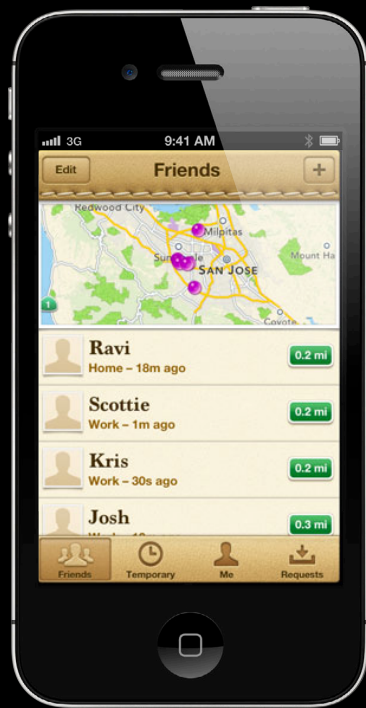 3G 9:41 AM
Edit Friends +
Redwood City
Milpitas
SAN JOSE
Mount Ha
1
Coyote
Ravi
Home – 18m ago
0.2 mi
Scottie
Work – 1m ago
0.2 mi
Kris
Work – 30s ago
0.2 mi
Josh
0.3 mi
Friends Temporary Me Requests